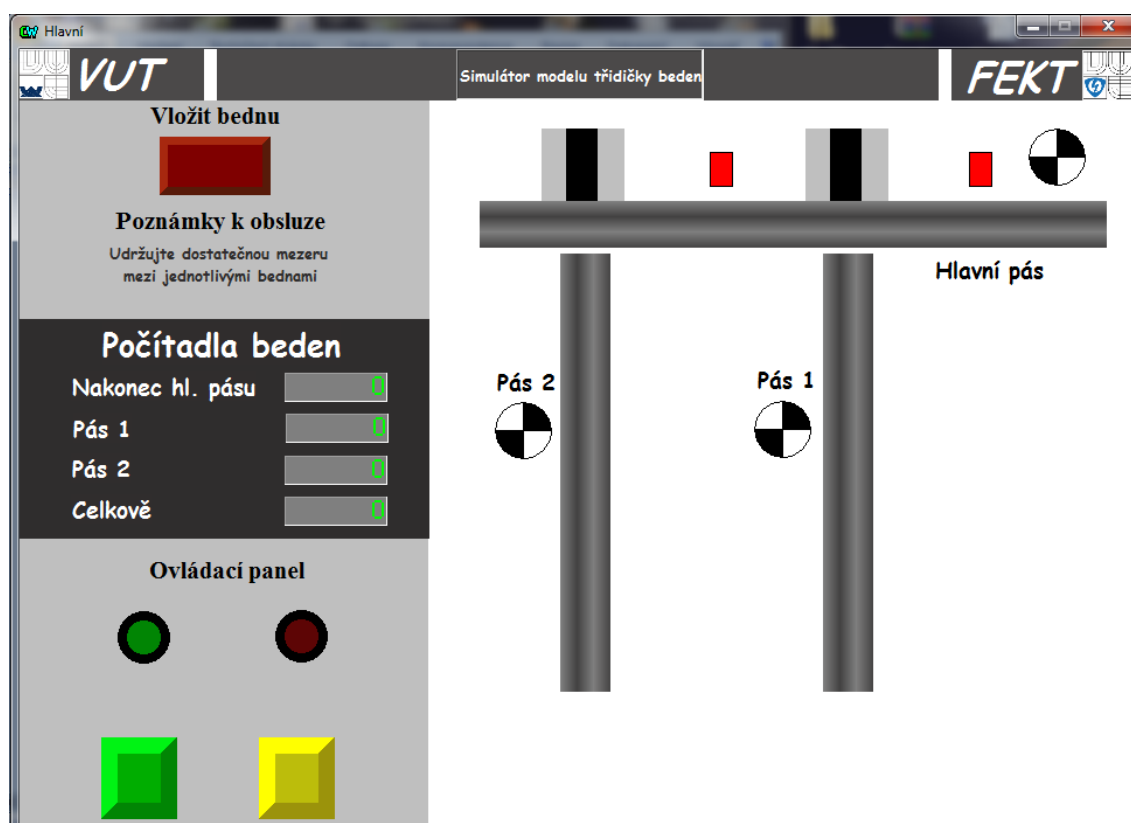 Hlavní
VUT
Simulátor modelu třídičky beden
FEKT
Vložit bednu
Poznámky k obsluze
Udržujte dostatečnou mezeru
mezi jednotlivými bednami
Počítadla beden
Nakonec hl. pásu 0
Pás 1 0
Pás 2 0
Celkově 0
Ovládací panel
Hlavní pás
Pás 2
Pás 1